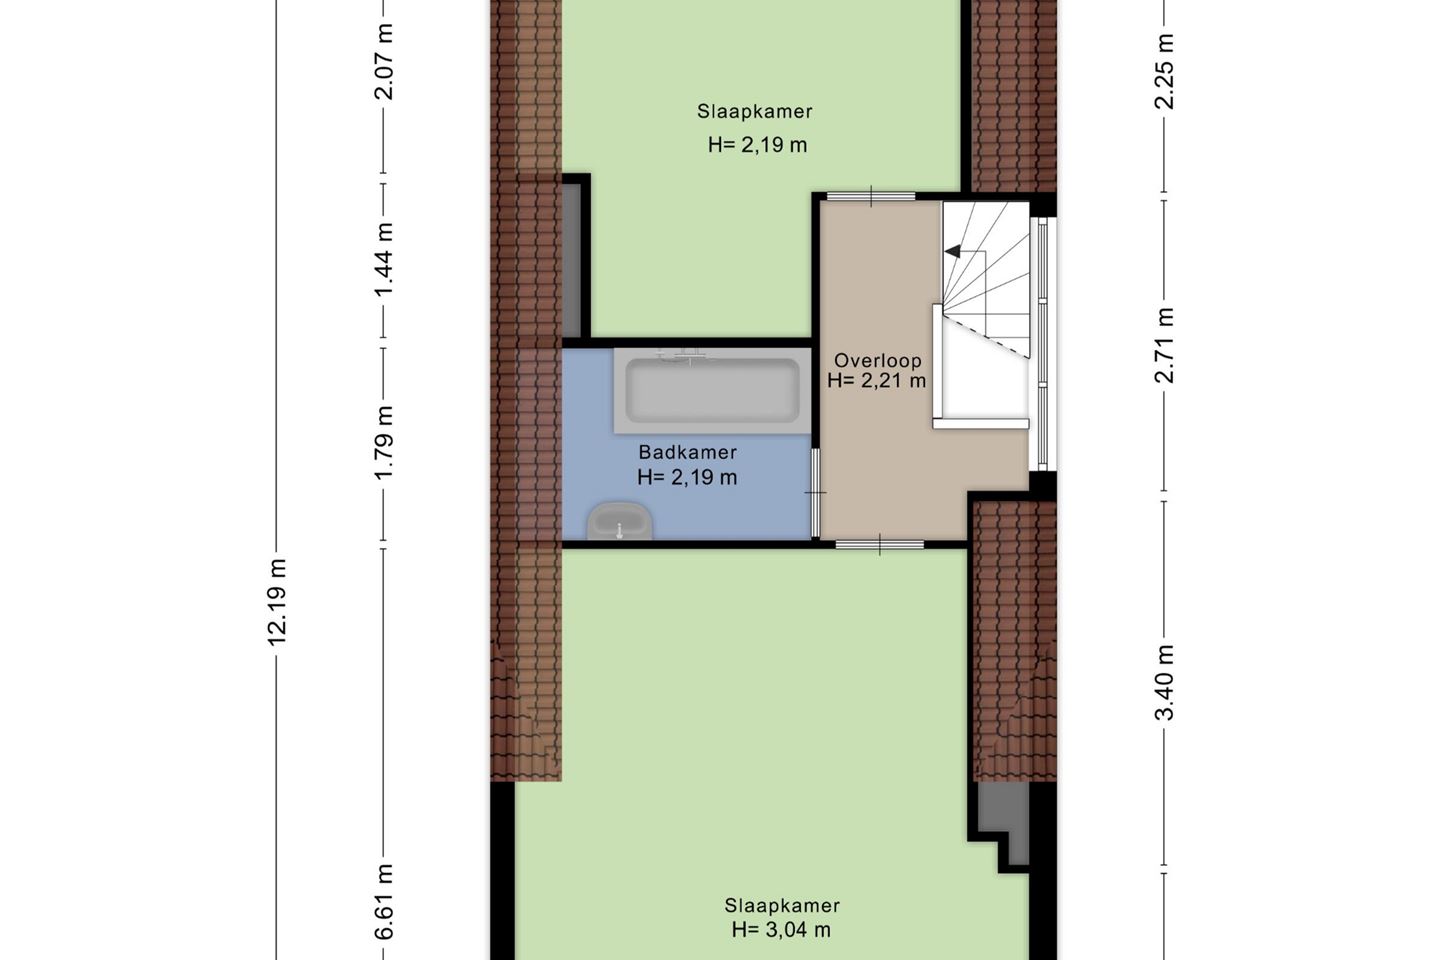 2.07 m
2.25 m
Slaapkamer
H= 2,19 m
1.44 m
2.71 m
Overloop
H= 2,21 m
1.79 m
Badkamer
H= 2,19 m
12.19 m
3.40 m
6.61 m
Slaapkamer
H= 3,04 m